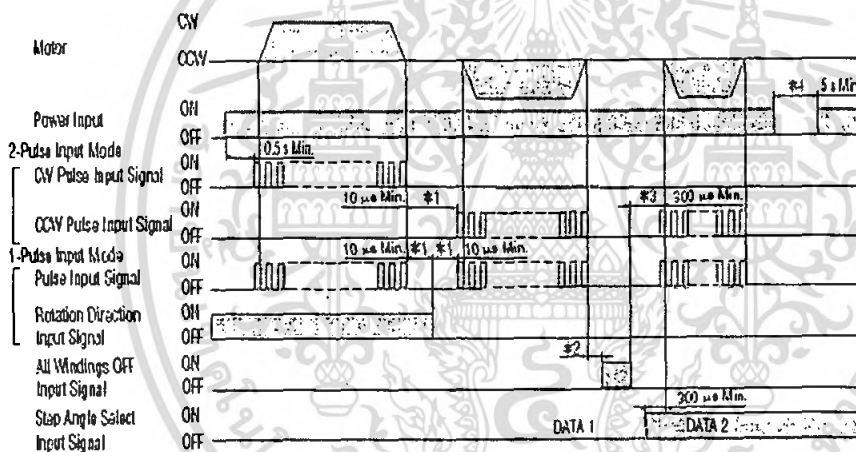 CW
Motor
CCW
ON
*4 5 s Min.
Power Input
OFF
2-Pulse Input Mode
ON
0.5 s Min.
CW Pulse Input Signal
OFF
ON
10 µs Min. *1
*3 300 µs Min.
CCW Pulse Input Signal
OFF
1-Pulse Input Mode
ON
10 µs Min. *1 *1 10 µs Min.
Pulse Input Signal
OFF
Rotation Direction
ON
Input Signal
OFF
All Windings OFF
ON
*2
Input Signal
OFF
300 µs Min.
Step Angle Select
ON
DATA 1
DATA 2
Input Signal
OFF